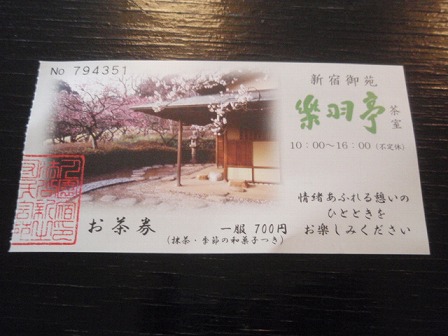 No 794351
新宿御苑
樂羽亭 茶室
10:00〜16:00(不定休)
お茶券
一服 700円
(抹茶・季節の和菓子つき)
情緒あふれる憩いの
ひとときを
お楽しみください